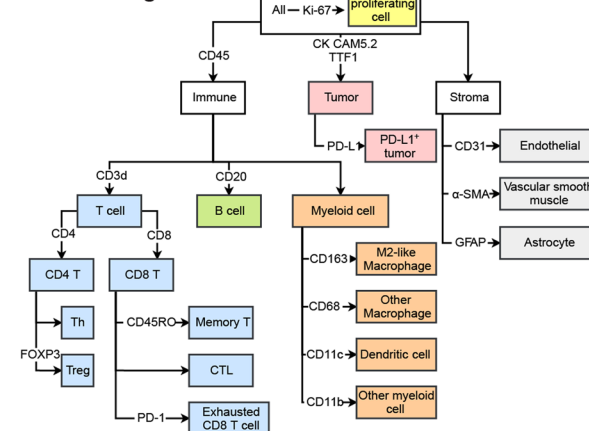 All
Ki-67
proliferating
cell
CD45
CK CAM5.2
TTF1
Immune
Tumor
Stroma
PD-L1
PD-L1⁺
tumor
CD31
Endothelial
CD3d
CD20
α-SMA
Vascular smooth
muscle
T cell
B cell
Myeloid cell
CD4
CD8
GFAP
Astrocyte
CD163
M2-like
Macrophage
CD4 T
CD8 T
CD45RO
Memory T
CD68
Other
Macrophage
Th
FOXP3
Treg
CTL
CD11c
Dendritic cell
CD11b
Other myeloid
cell
PD-1
Exhausted
CD8 T cell